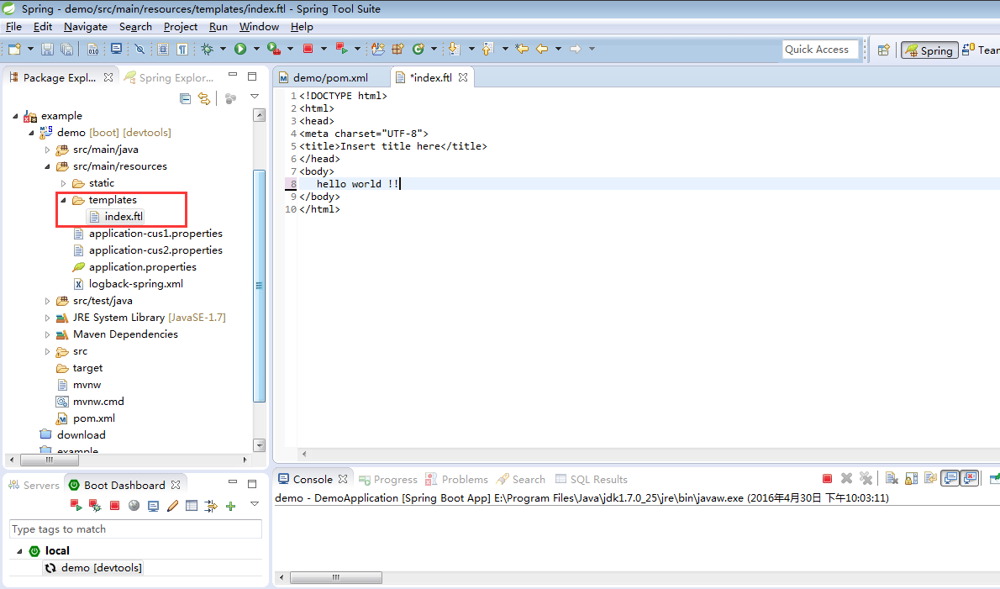 Spring - demo/src/main/resources/templates/index.ftl - Spring Tool Suite
File Edit Navigate Search Project Run Window Help
Quick Access Spring Tear
Package Expl... Spring Explor...
example
demo [boot] [devtools]
src/main/java
src/main/resources
static
templates
index.ftl
application-cus1.properties
application-cus2.properties
application.properties
logback-spring.xml
src/test/java
JRE System Library [JavaSE-1.7]
Maven Dependencies
src
target
mvnw
mvnw.cmd
pom.xml
download
example
demo/pom.xml *index.ftl
1 <!DOCTYPE html>
2 <html>
3 <head>
4 <meta charset="UTF-8">
5 <title>Insert title here</title>
6 </head>
7 <body>
8 hello world !!
9 </body>
10 </html>
Servers Boot Dashboard
Type tags to match
local
demo [devtools]
Console Progress Problems Search SQL Results
demo - DemoApplication [Spring Boot App] E:\Program Files\Java\jdk1.7.0_25\jre\bin\javaw.exe (2016年4月30日 下午10:03:11)